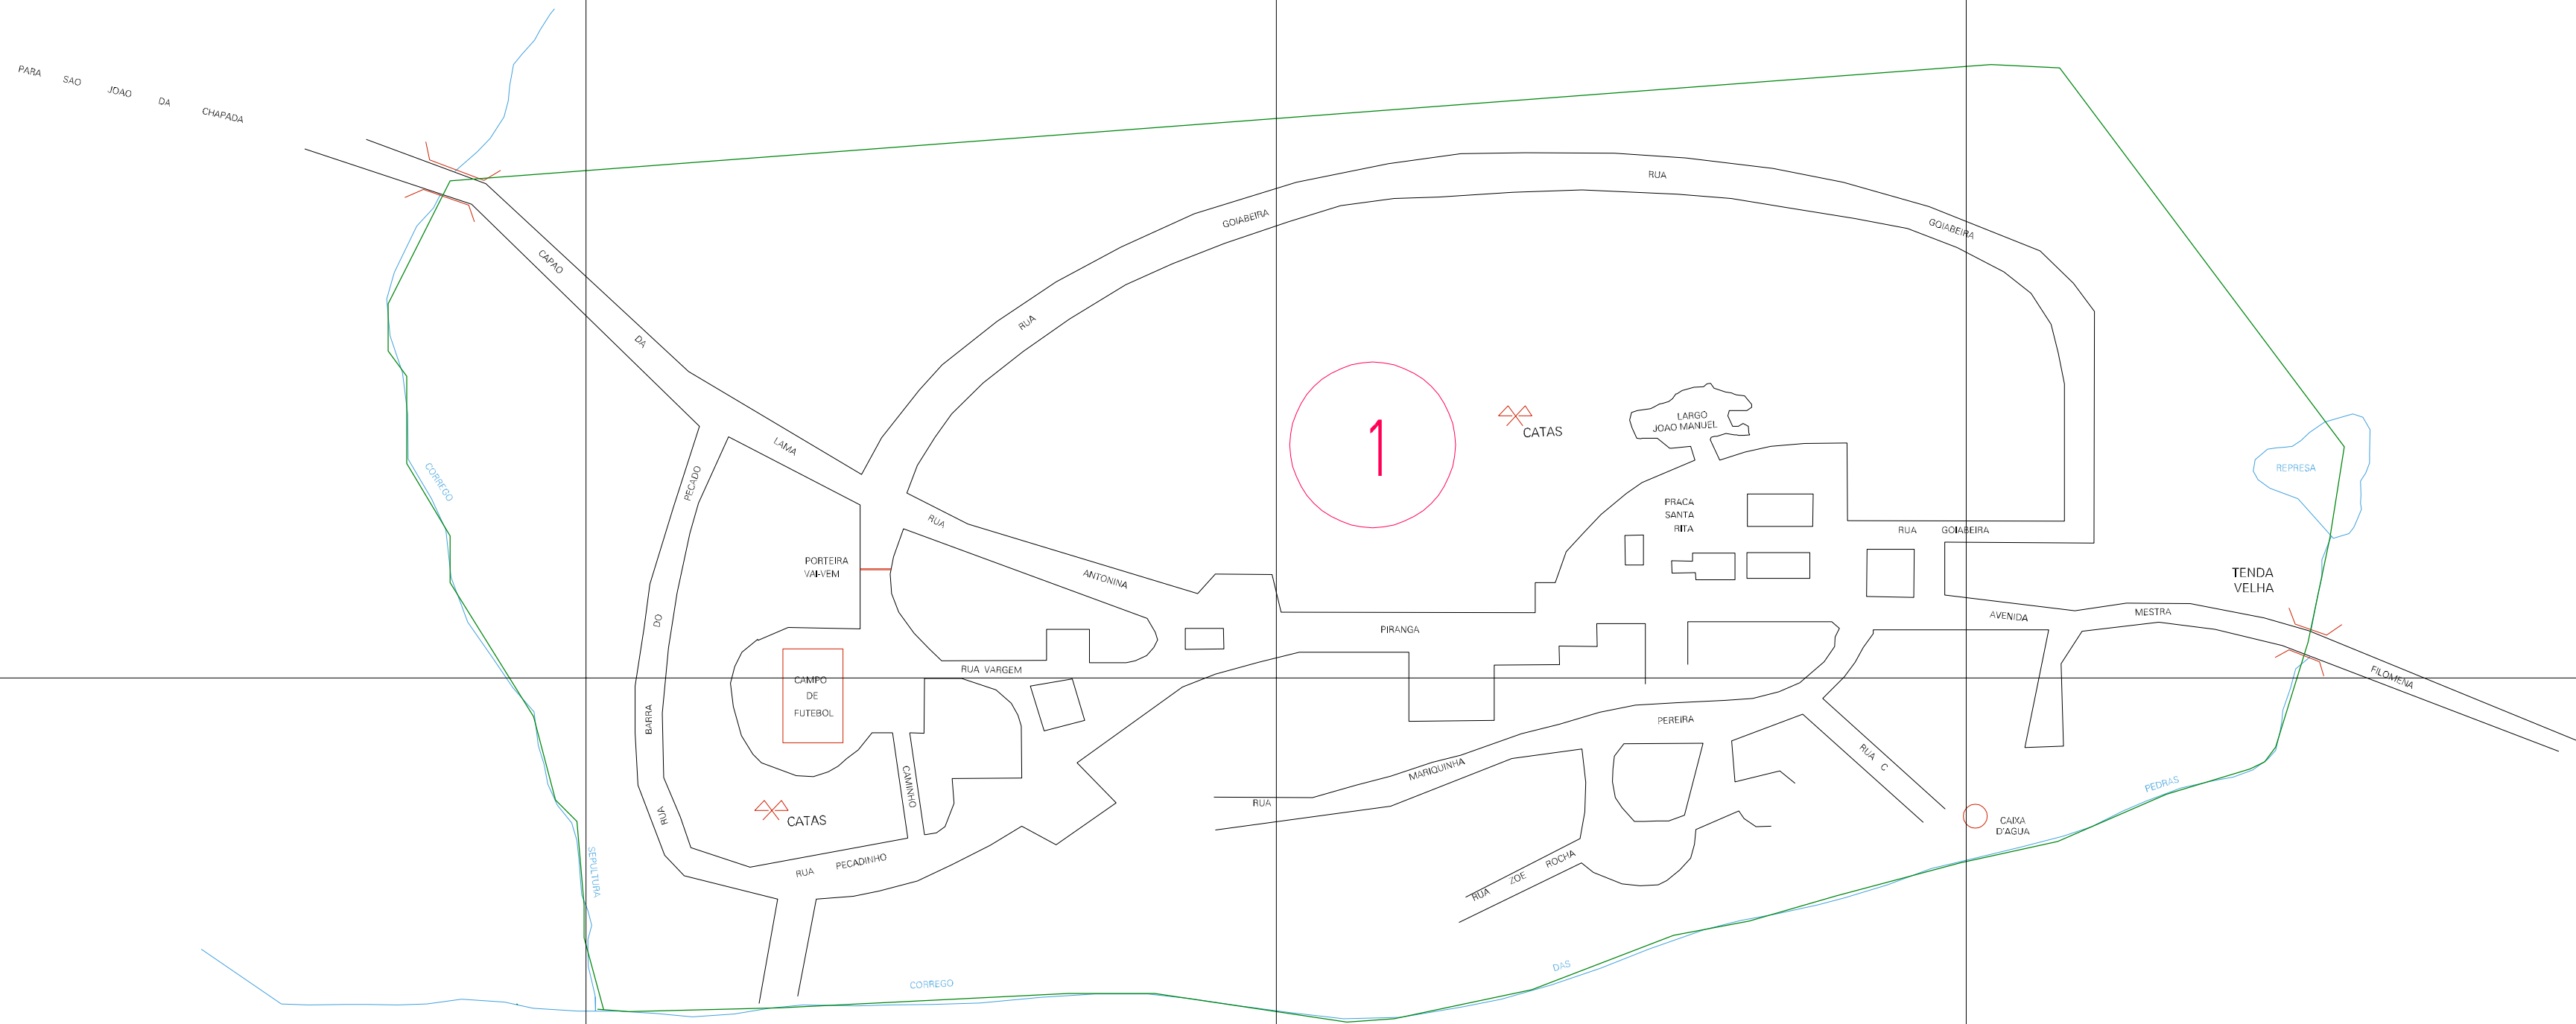 PARA SAO JOAO DA CHAPADA
RUA
GOIABEIRA
GOIABEIRA
CAPAO
DA
LAMA
RUA
1
CATAS
LARGO
JOAO MANUEL
CORREGO
PECADO
REPRESA
PRACA
SANTA
RITA
RUA
ANTONINA
RUA GOIABEIRA
PORTEIRA
VAI-VEM
TENDA
VELHA
DO
PIRANGA
AVENIDA
MESTRA
FILOMENA
RUA VARGEM
CAMPO
DE
FUTEBOL
BARRA
PEREIRA
RUA C
CAMINHO
MARIQUINHA
RUA
PEDRAS
RUA
CATAS
CAIXA
D'AGUA
SEPULTURA
RUA PECADINHO
RUA ZOE ROCHA
DAS
CORREGO